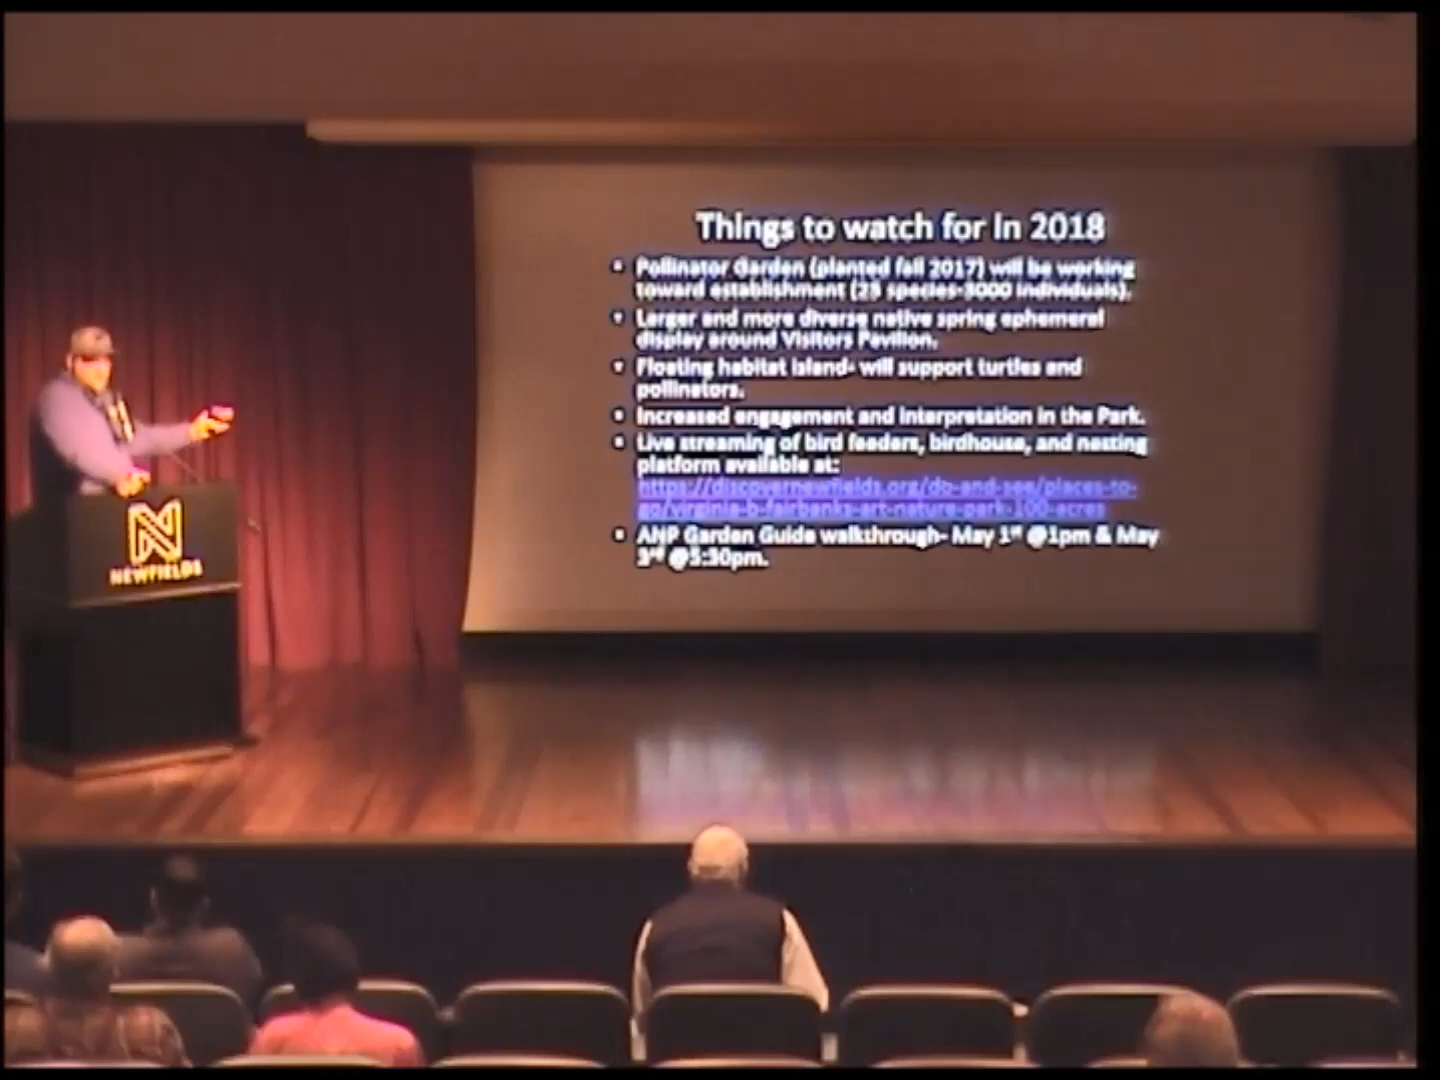 Things to watch for in 2018
• Pollinator Garden (planted fall 2017) will be working
toward establishment (25 species-3000 individuals).
• Larger and more diverse native spring ephemeral
display around Visitors Pavilion.
• Floating habitat island- will support turtles and
pollinators.
• Increased engagement and interpretation in the Park.
• Live streaming of bird feeders, birdhouse, and nesting
platform available at:
https://discovernewfields.org/do-and-see/places-to-
go/virginia-b-fairbanks-art-nature-park-100-acres
• ANP Garden Guide walkthrough- May 1st @1pm & May
3rd @5:30pm.
N
NEWFIELDS